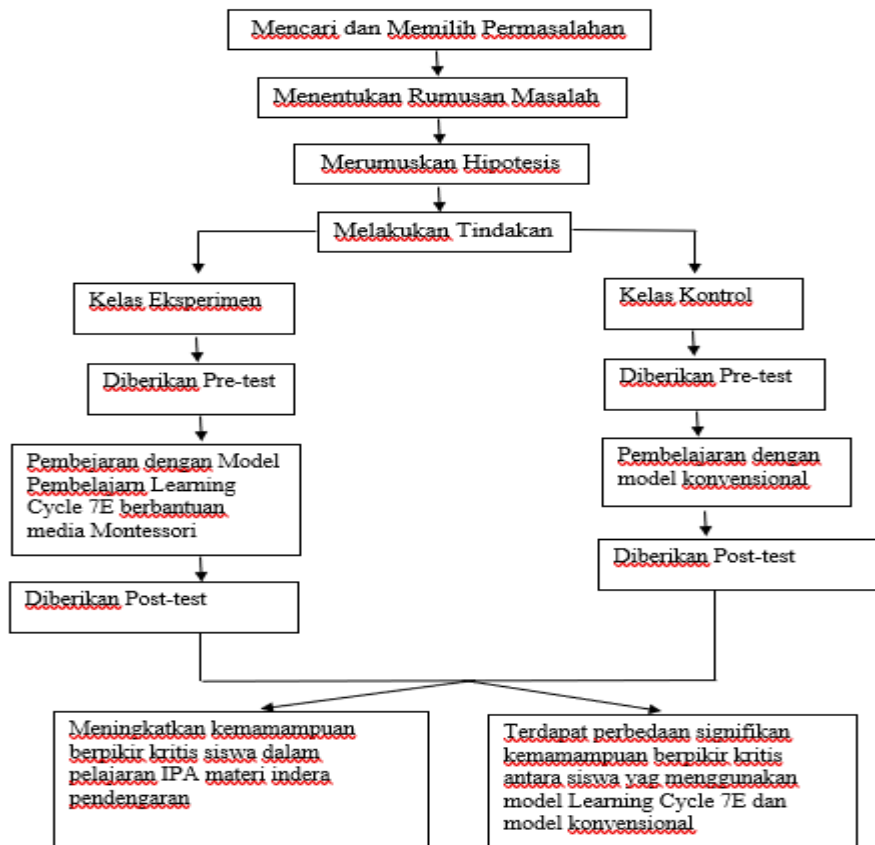 Mencari dan Memilih Permasalahan
Menentukan Rumusan Masalah
Merumuskan Hipotesis
Melakukan Tindakan
Kelas Eksperimen
Kelas Kontrol
Diberikan Pre-test
Diberikan Pre-test
Pembejaran dengan Model
Pembelajarn Learning
Cycle 7E berbantuan
media Montessori
Pembelajaran dengan
model konvensional
Diberikan Post-test
Diberikan Post-test
Meningkatkan kemamampuan
berpikir kritis siswa dalam
pelajaran IPA materi indera
pendengaran
Terdapat perbedaan signifikan
kemamampuan berpikir kritis
antara siswa yag menggunakan
model Learning Cycle 7E dan
model konvensional